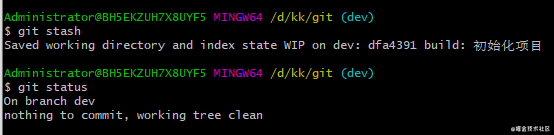 Administrator@BH5EKZUH7X8UYF5 MINGW64 /d/kk/git (dev)
$ git stash
Saved working directory and index state WIP on dev: dfa4391 build: 初始化项目
Administrator@BH5EKZUH7X8UYF5 MINGW64 /d/kk/git (dev)
$ git status
On branch dev
nothing to commit, working tree clean
@稀土掘金技术社区